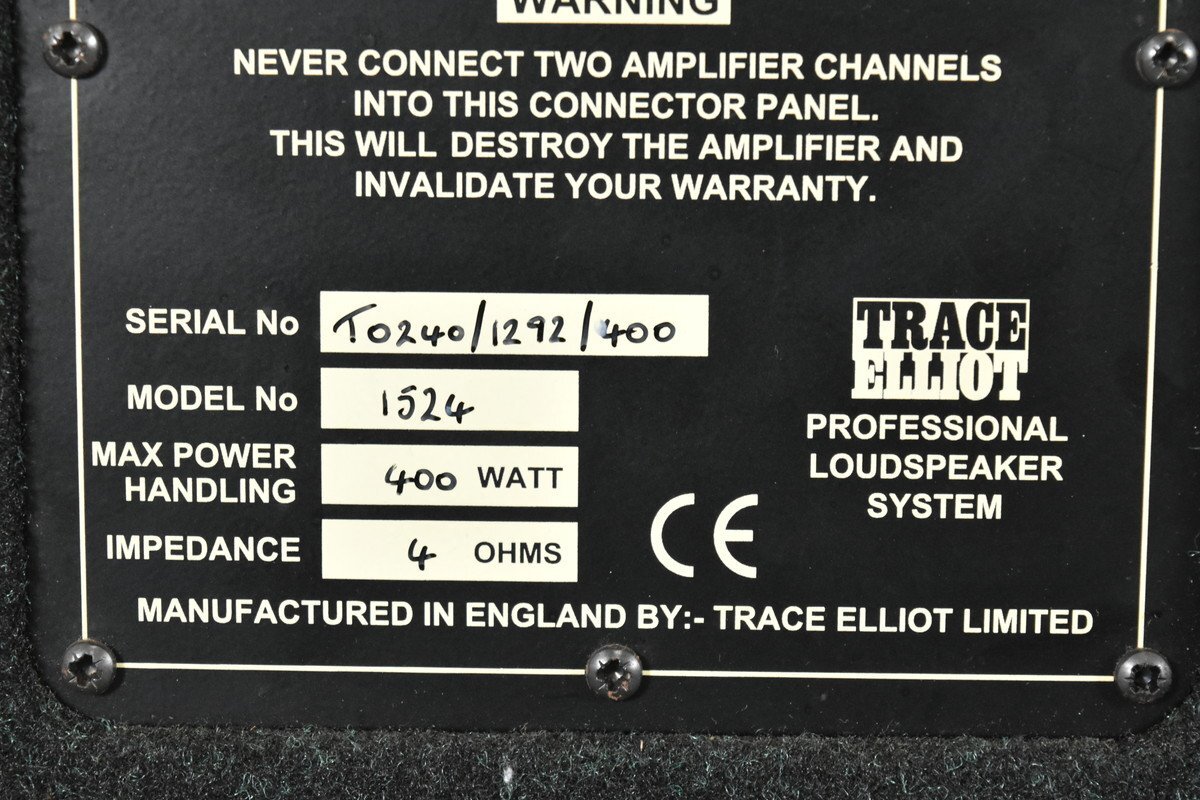 WARNING
NEVER CONNECT TWO AMPLIFIER CHANNELS
INTO THIS CONNECTOR PANEL.
THIS WILL DESTROY THE AMPLIFIER AND
INVALIDATE YOUR WARRANTY.
SERIAL No T0240/1292/400
MODEL No 1524
MAX POWER
HANDLING 400 WATT
IMPEDANCE 4 OHMS
TRACE
ELLIOT
PROFESSIONAL
LOUDSPEAKER
SYSTEM
CE
MANUFACTURED IN ENGLAND BY:- TRACE ELLIOT LIMITED